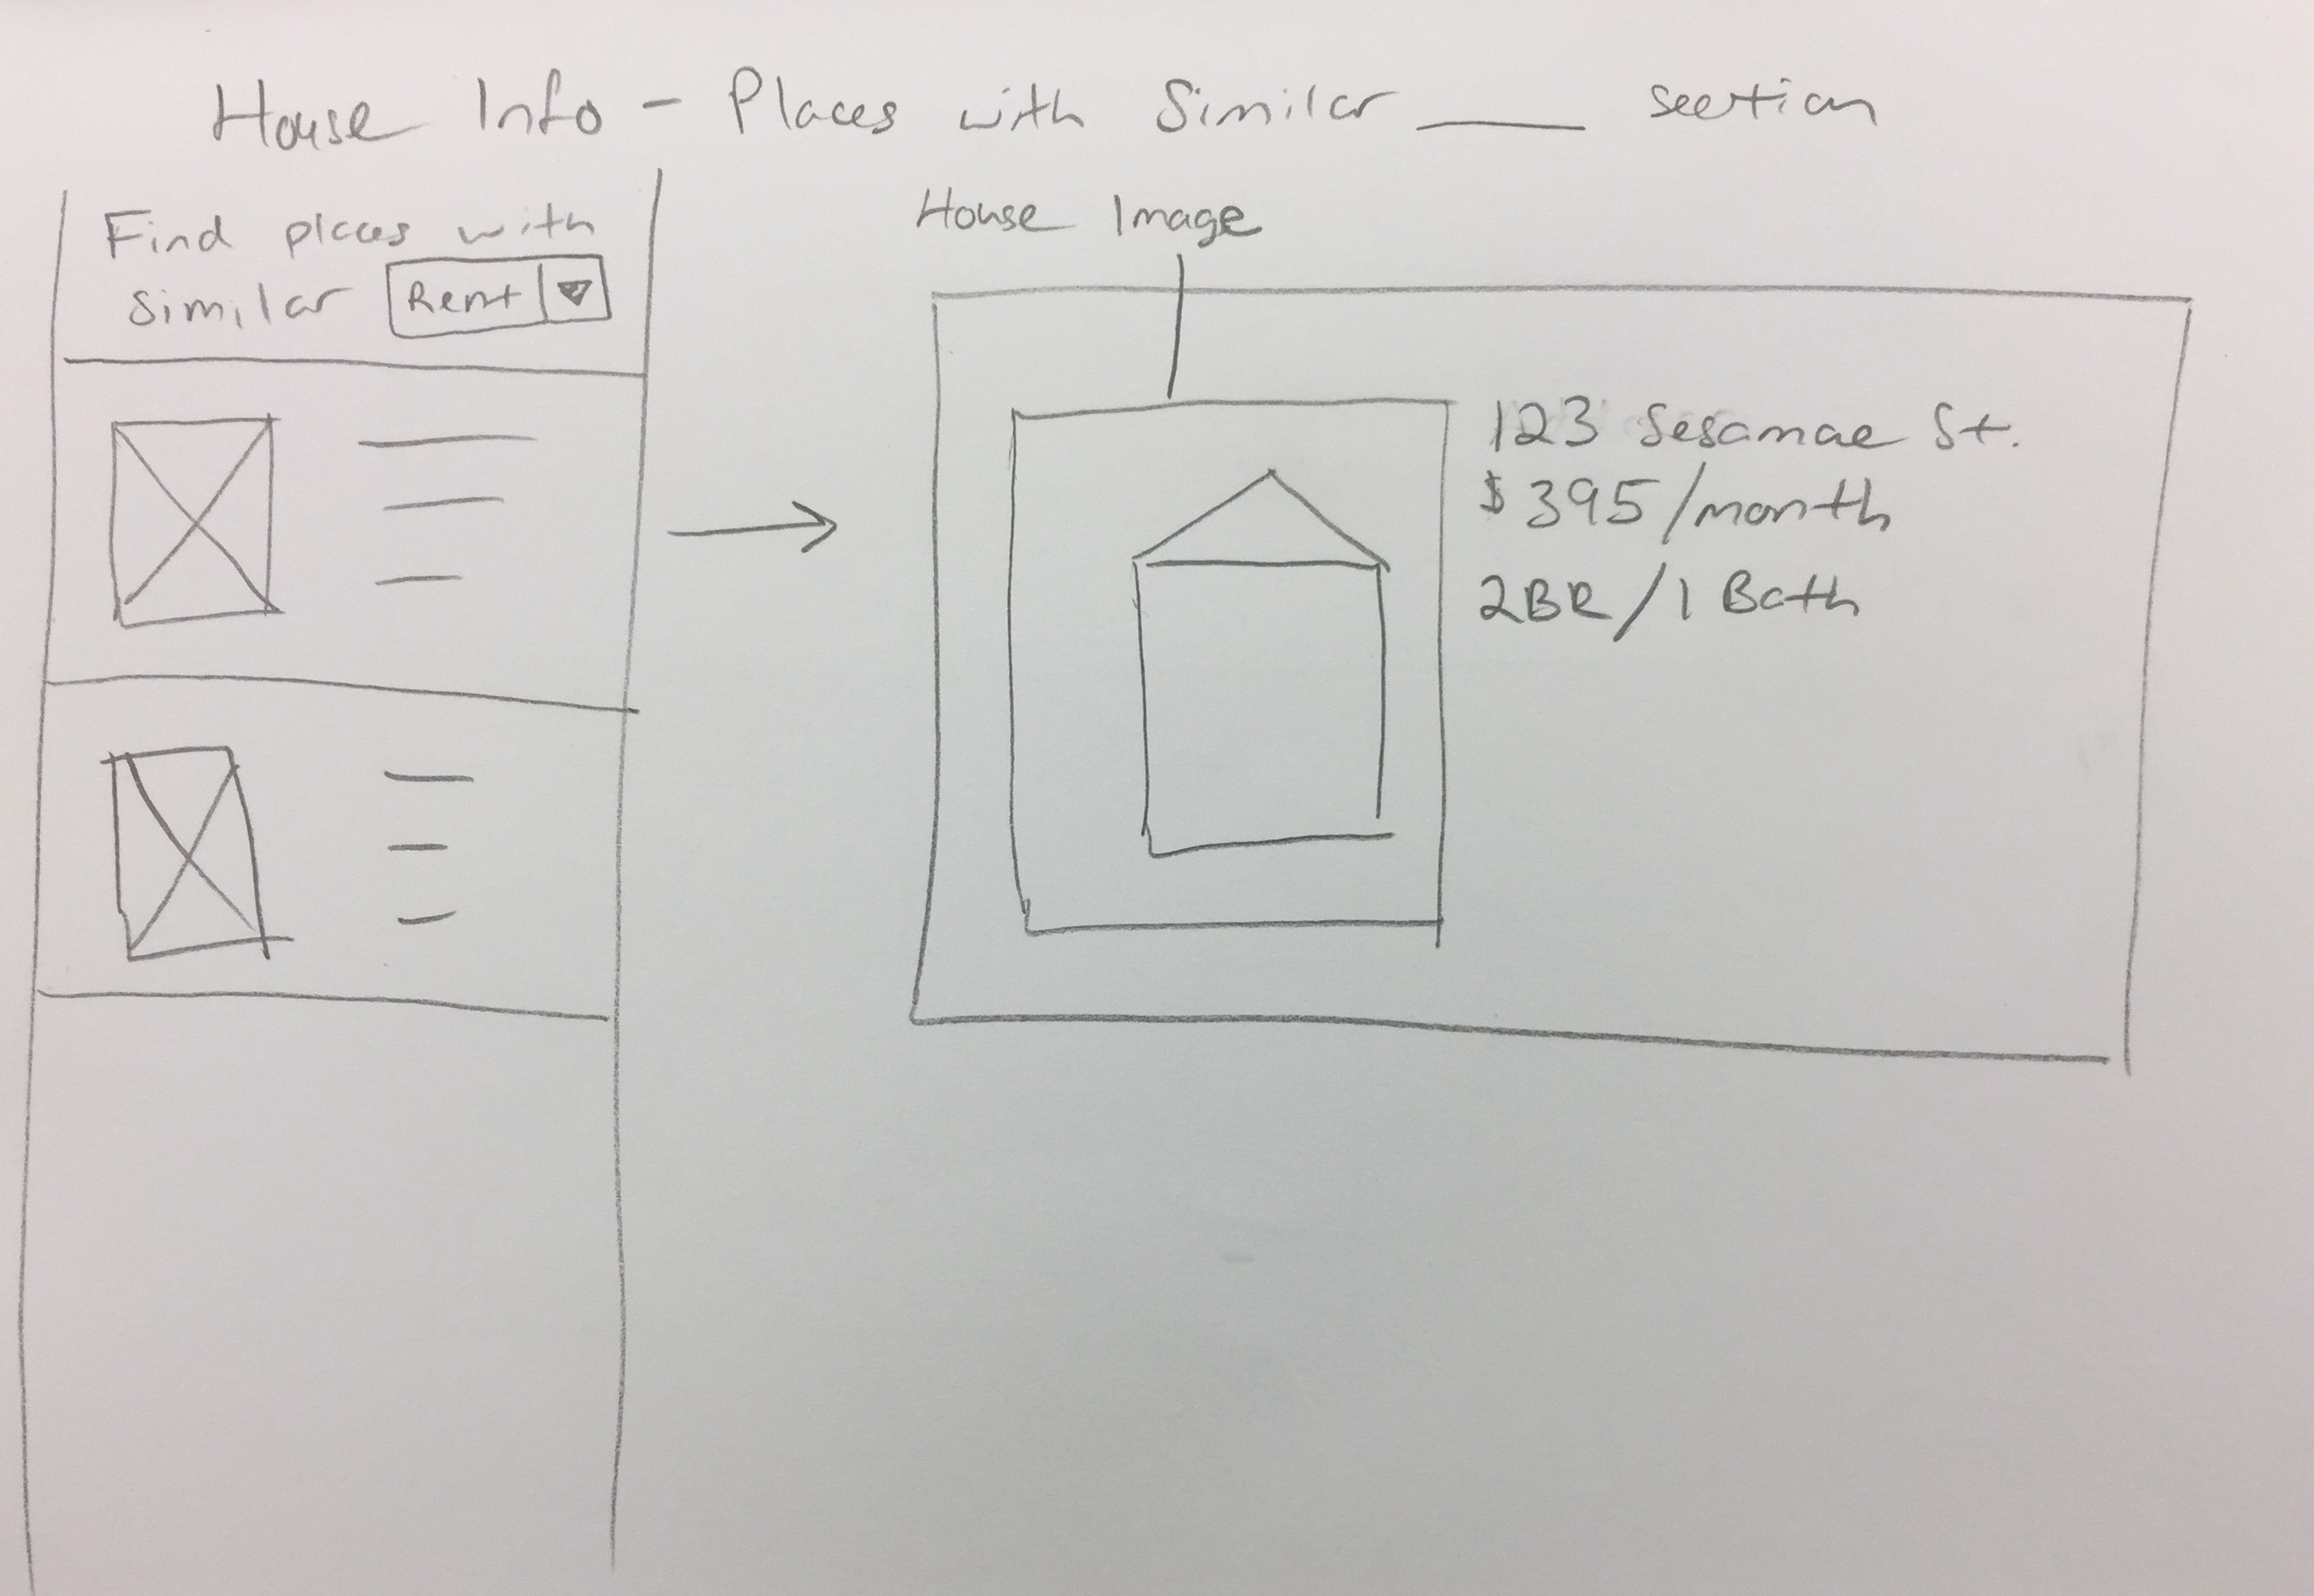 House Info - Places with Similar ____ section
Find places with
similar Rent
House Image
123 Sesamae St.
$395/month
2BR/1 Bath